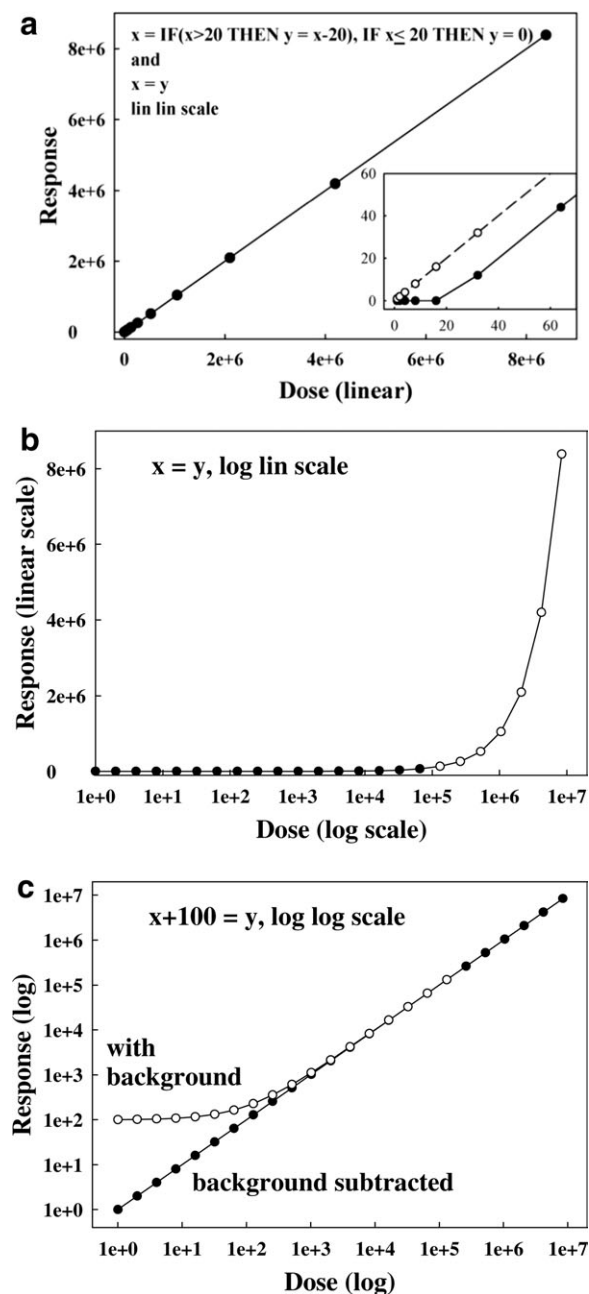 a
x = IF(x>20 THEN y = x-20), IF x≤ 20 THEN y = 0)
and
x = y
lin lin scale
Response
8e+6
6e+6
4e+6
2e+6
0
60
40
20
0
0 20 40 60
0 2e+6 4e+6 6e+6 8e+6
Dose (linear)
b
x = y, log lin scale
Response (linear scale)
8e+6
6e+6
4e+6
2e+6
0
1e+0 1e+1 1e+2 1e+3 1e+4 1e+5 1e+6 1e+7
Dose (log scale)
c
x+100 = y, log log scale
Response (log)
1e+7
1e+6
1e+5
1e+4
1e+3
1e+2
1e+1
1e+0
with
background
background subtracted
1e+0 1e+1 1e+2 1e+3 1e+4 1e+5 1e+6 1e+7
Dose (log)